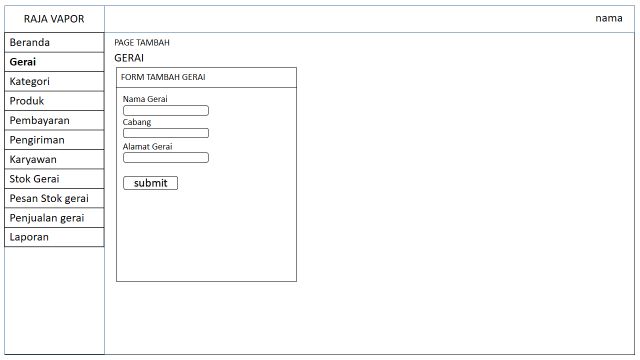 RAJA VAPOR
nama
Beranda
Gerai
Kategori
Produk
Pembayaran
Pengiriman
Karyawan
Stok Gerai
Pesan Stok gerai
Penjualan gerai
Laporan
PAGE TAMBAH
GERAI
FORM TAMBAH GERAI
Nama Gerai
Cabang
Alamat Gerai
submit